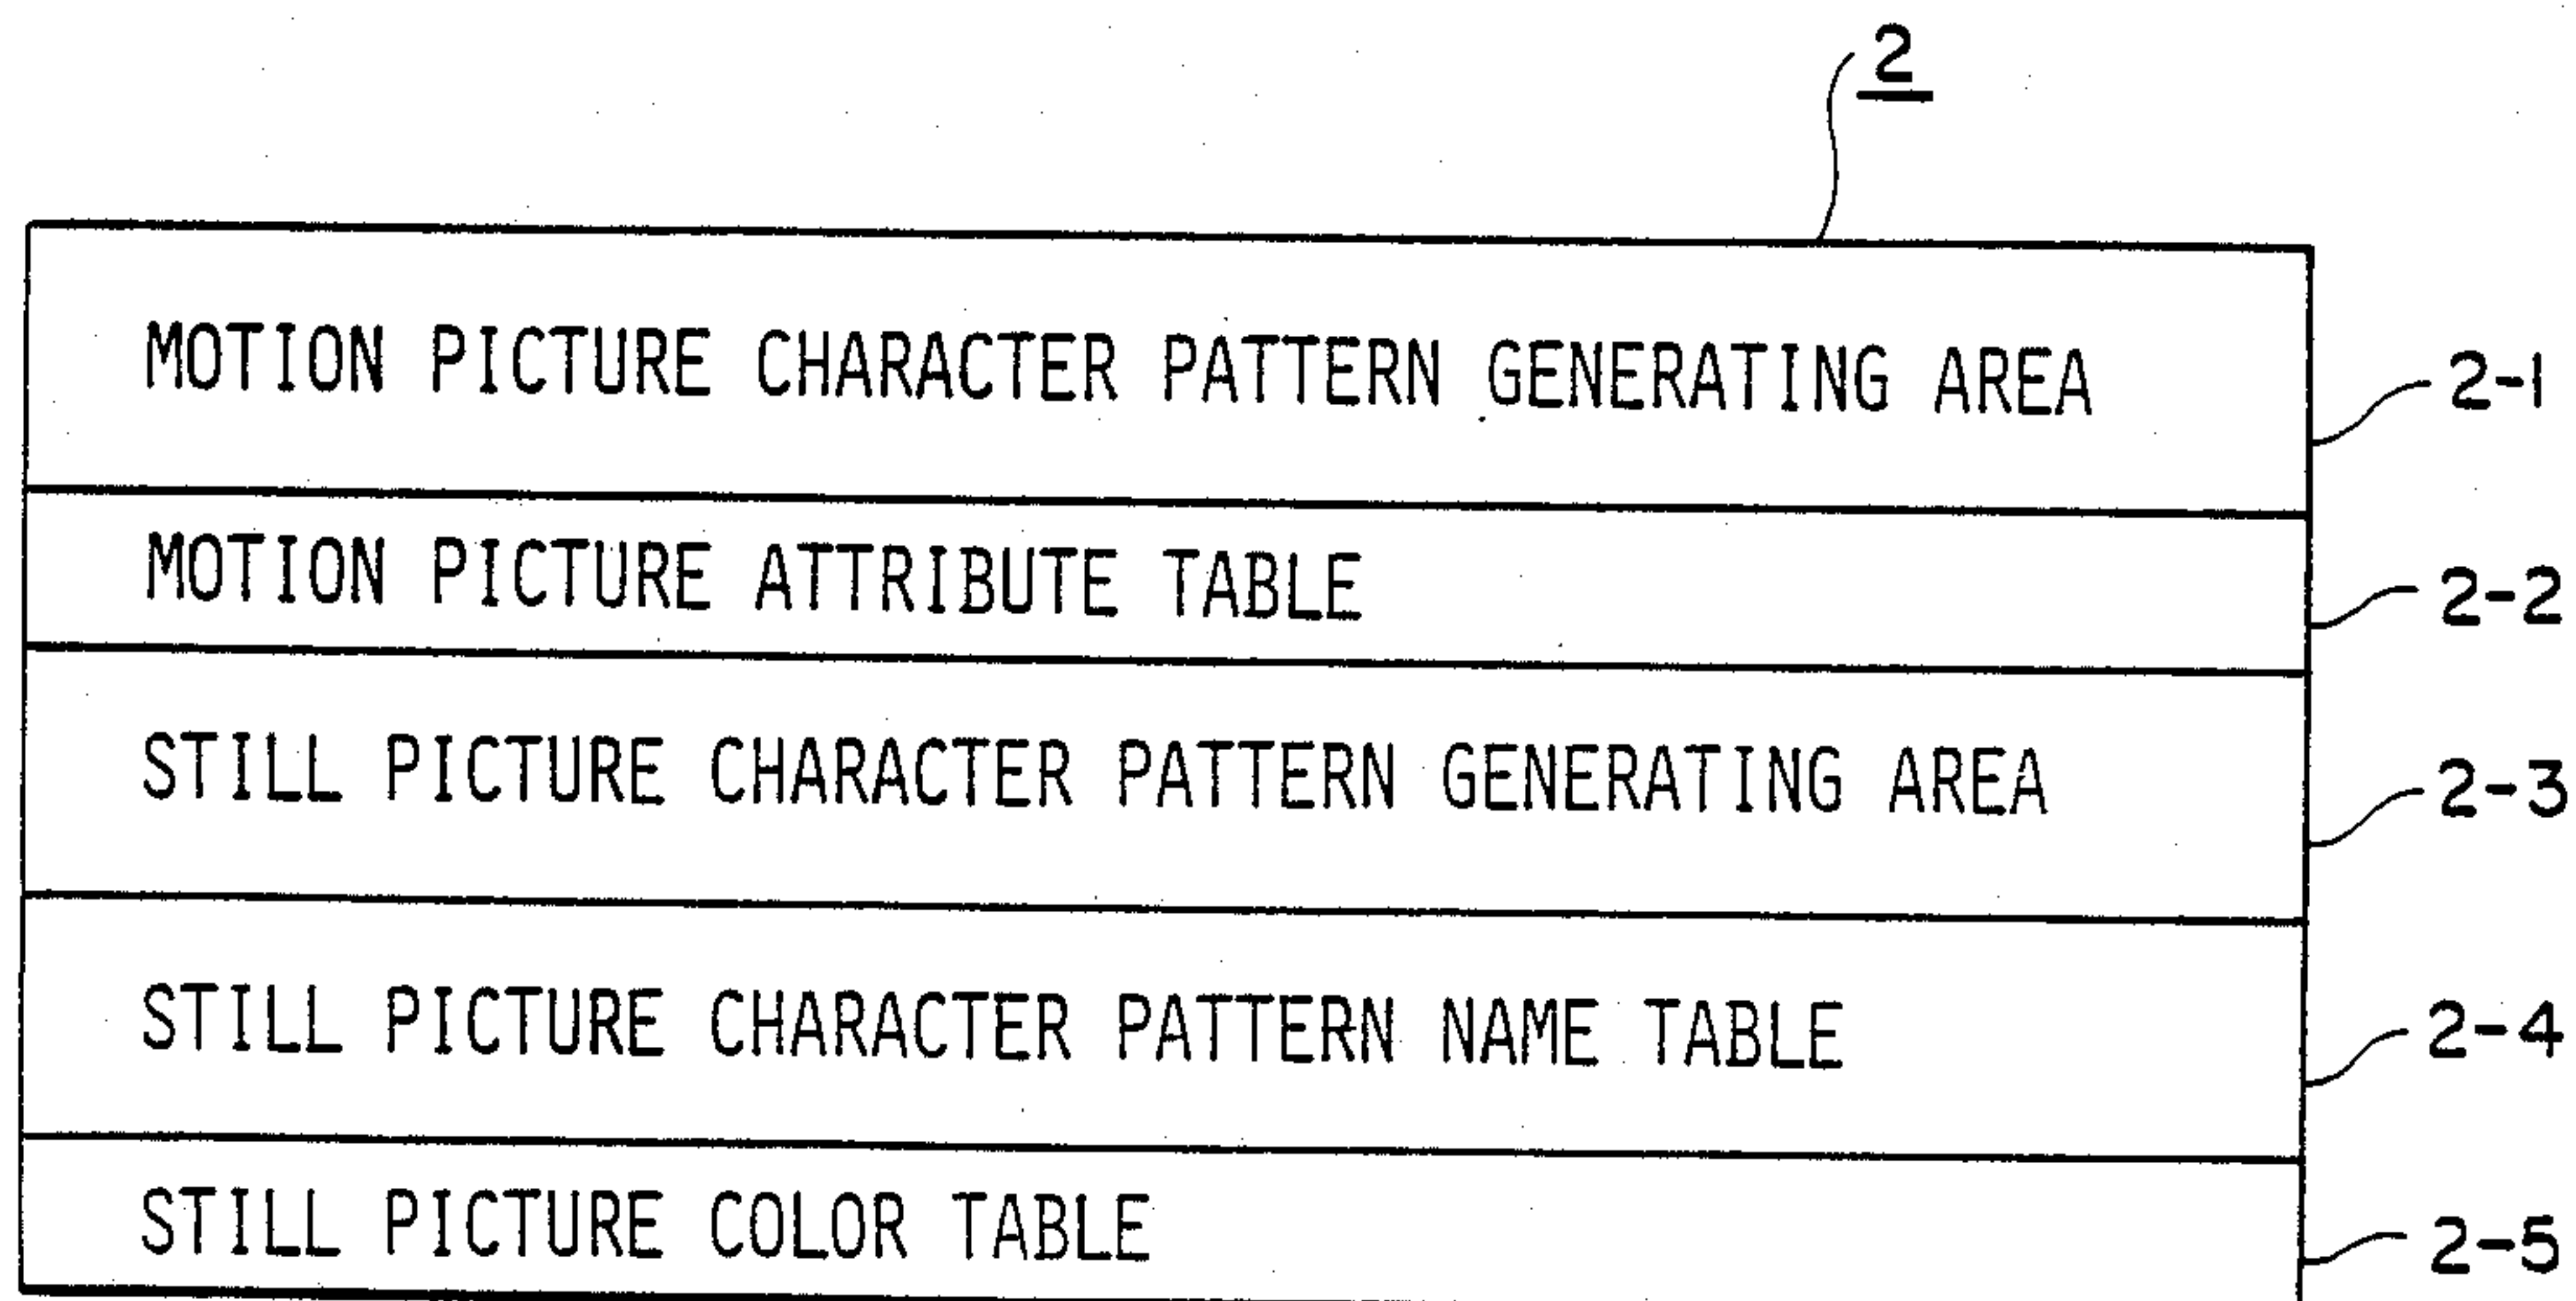 2
MOTION PICTURE CHARACTER PATTERN GENERATING AREA 2-1
MOTION PICTURE ATTRIBUTE TABLE 2-2
STILL PICTURE CHARACTER PATTERN GENERATING AREA 2-3
STILL PICTURE CHARACTER PATTERN NAME TABLE 2-4
STILL PICTURE COLOR TABLE 2-5